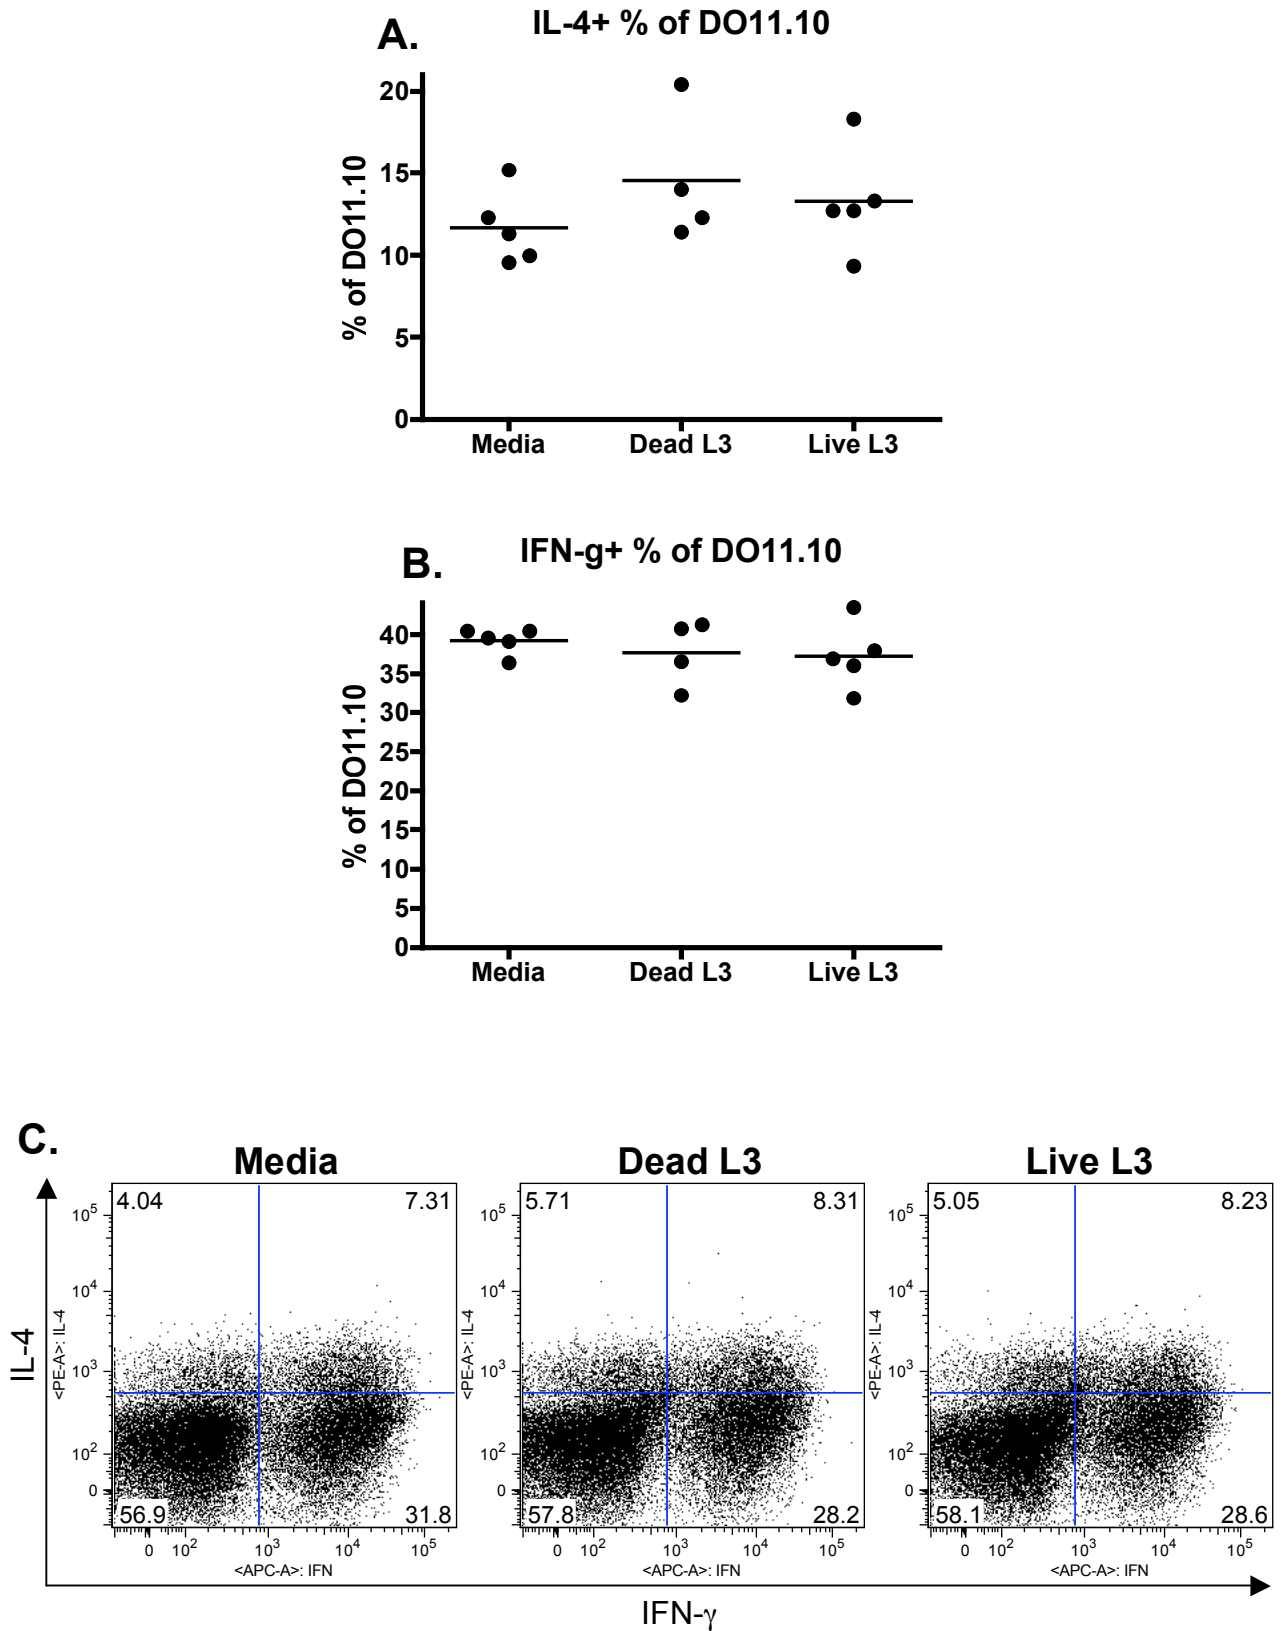 A.
IL-4+ % of DO11.10
% of DO11.10
20
15
10
5
0
Media Dead L3 Live L3
B.
IFN-g+ % of DO11.10
% of DO11.10
40
35
30
25
20
15
10
5
0
Media Dead L3 Live L3
C.
Media Dead L3 Live L3
IL-4
4.04 7.31
56.9 31.8
10⁵
10⁴
10³
10²
0
<PE-A>: IL-4
0 10² 10³ 10⁴ 10⁵
<APC-A>: IFN
5.71 8.31
57.8 28.2
10⁵
10⁴
10³
10²
0
<PE-A>: IL-4
0 10² 10³ 10⁴ 10⁵
<APC-A>: IFN
5.05 8.23
58.1 28.6
10⁵
10⁴
10³
10²
0
<PE-A>: IL-4
0 10² 10³ 10⁴ 10⁵
<APC-A>: IFN
IFN-γ